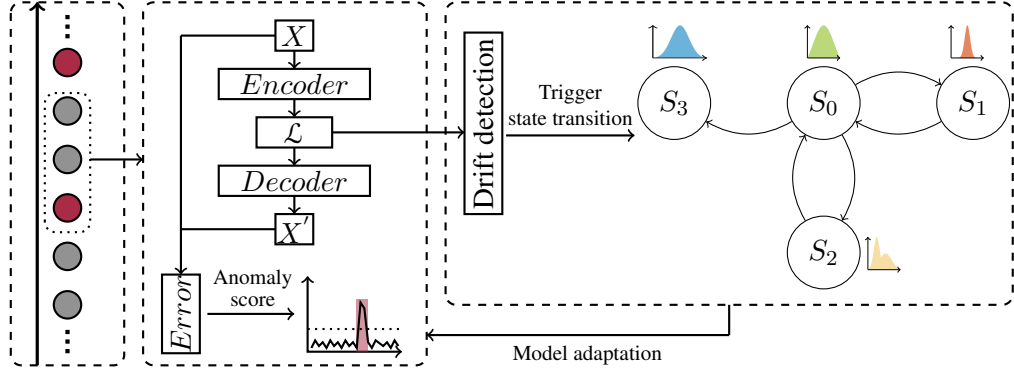 X
Encoder
ℒ
Decoder
X′
Error
Anomaly
score
Drift detection
Trigger
state transition
S₃
S₀
S₁
S₂
Model adaptation